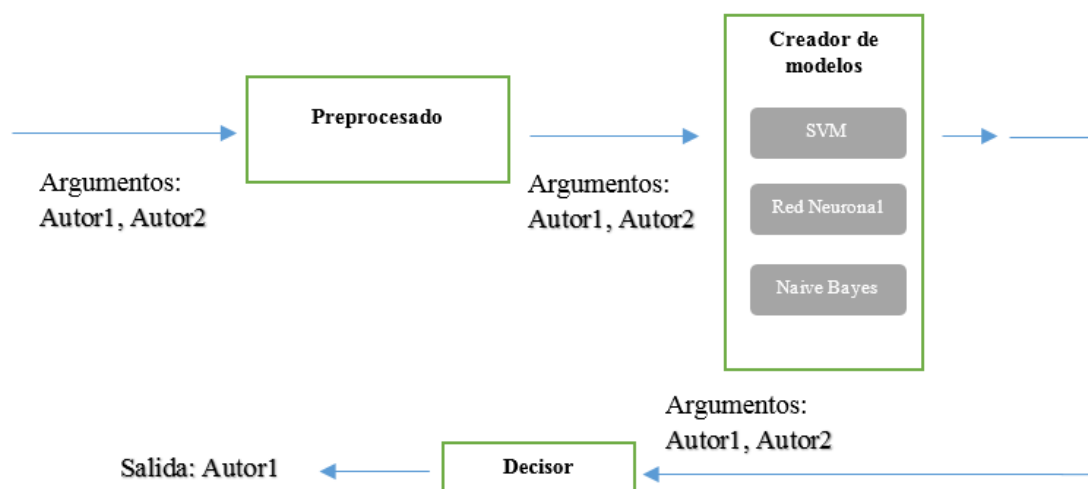 Creador de
modelos
Preprocesado
SVM
Argumentos:
Autor1, Autor2
Argumentos:
Autor1, Autor2
Red Neuronal
Naive Bayes
Argumentos:
Autor1, Autor2
Salida: Autor1
Decisor